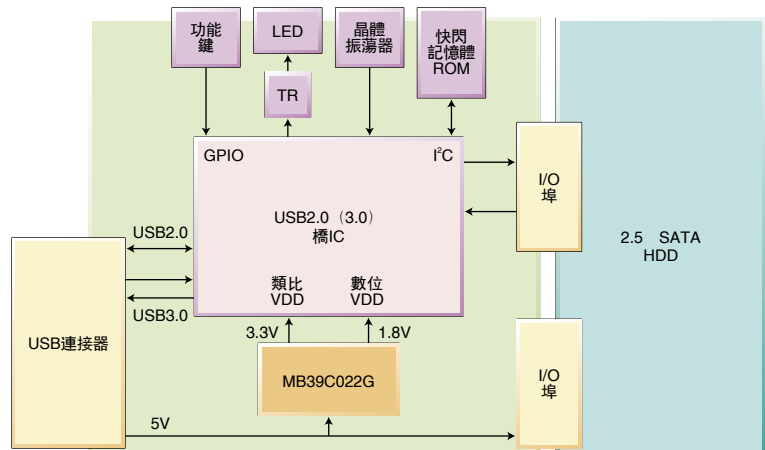 功能
鍵
LED
晶體
振蕩器
快閃
記憶體
ROM
TR
GPIO
I²C
I/O
埠
USB2.0（3.0）
橋IC
2.5 SATA
HDD
USB2.0
類比
VDD
數位
VDD
USB3.0
3.3V
1.8V
USB連接器
MB39C022G
I/O
埠
5V